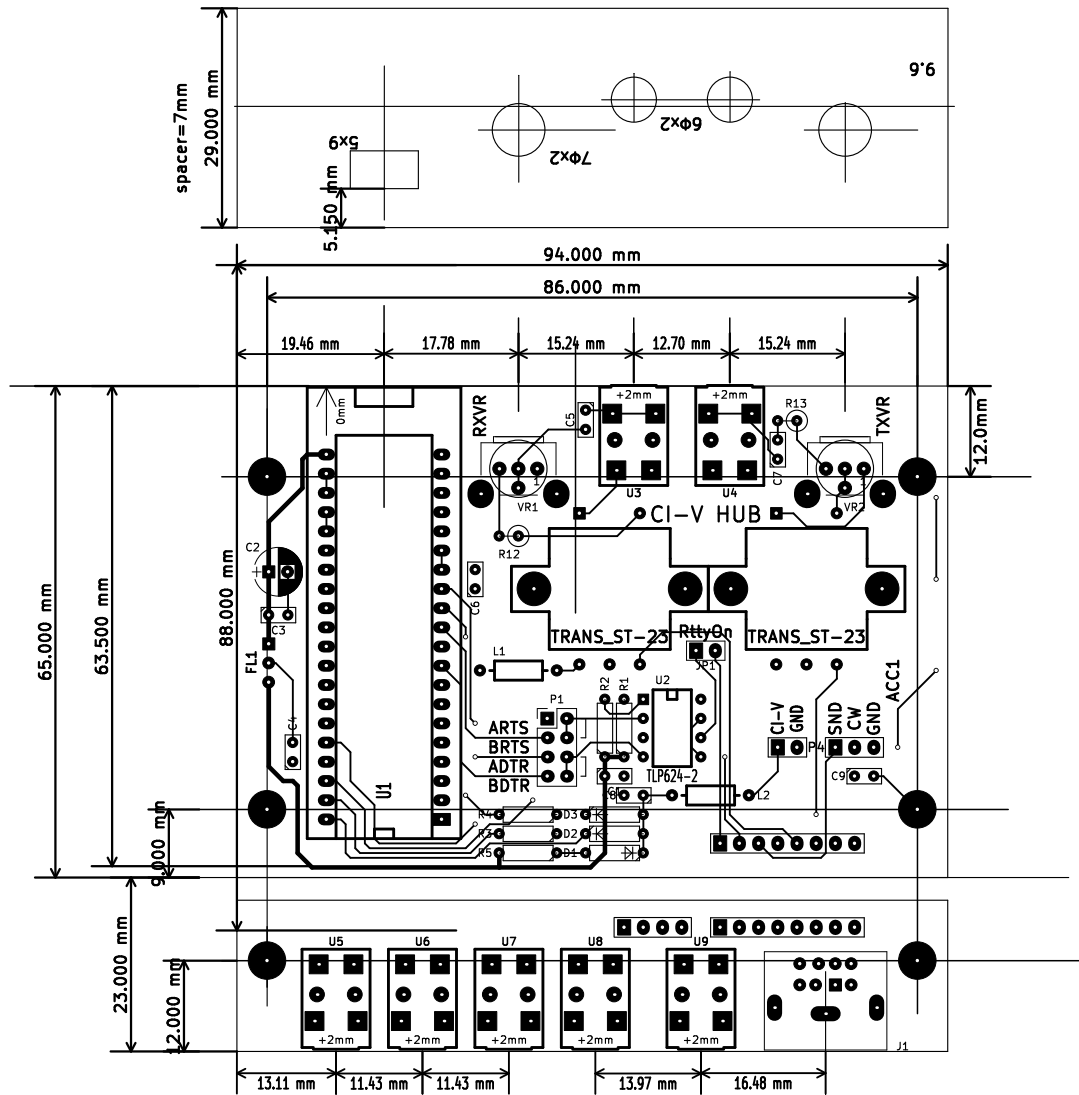 9.6
spacer=7mm
29.000 mm
5x9
6Φx2
7Φx2
5.150 mm
94.000 mm
86.000 mm
19.46 mm
17.78 mm
15.24 mm
12.70 mm
15.24 mm
+2mm
+2mm
0mm
RXVR
C5
R13
TXVR
12.0mm
C7
1
U3
U4
1
VR1
VR2
CI-V HUB
C2
R12
+
88.000 mm
65.000 mm
63.500 mm
C6
C3
TRANS_ST-23
RttyOn
TRANS_ST-23
FL1
L1
JP1
ACC1
R2
R1
U2
P1
C4
ARTS
BRTS
ADTR
BDTR
CI-V
GND
P4
SND
CW
GND
TLP624-2
C9
U1
L2
R4
D3
R3
D2
R5
D1
9.000 mm
23.000 mm
12.000 mm
U5
U6
U7
U8
U9
+2mm
+2mm
+2mm
+2mm
+2mm
J1
13.11 mm
11.43 mm
11.43 mm
13.97 mm
16.48 mm